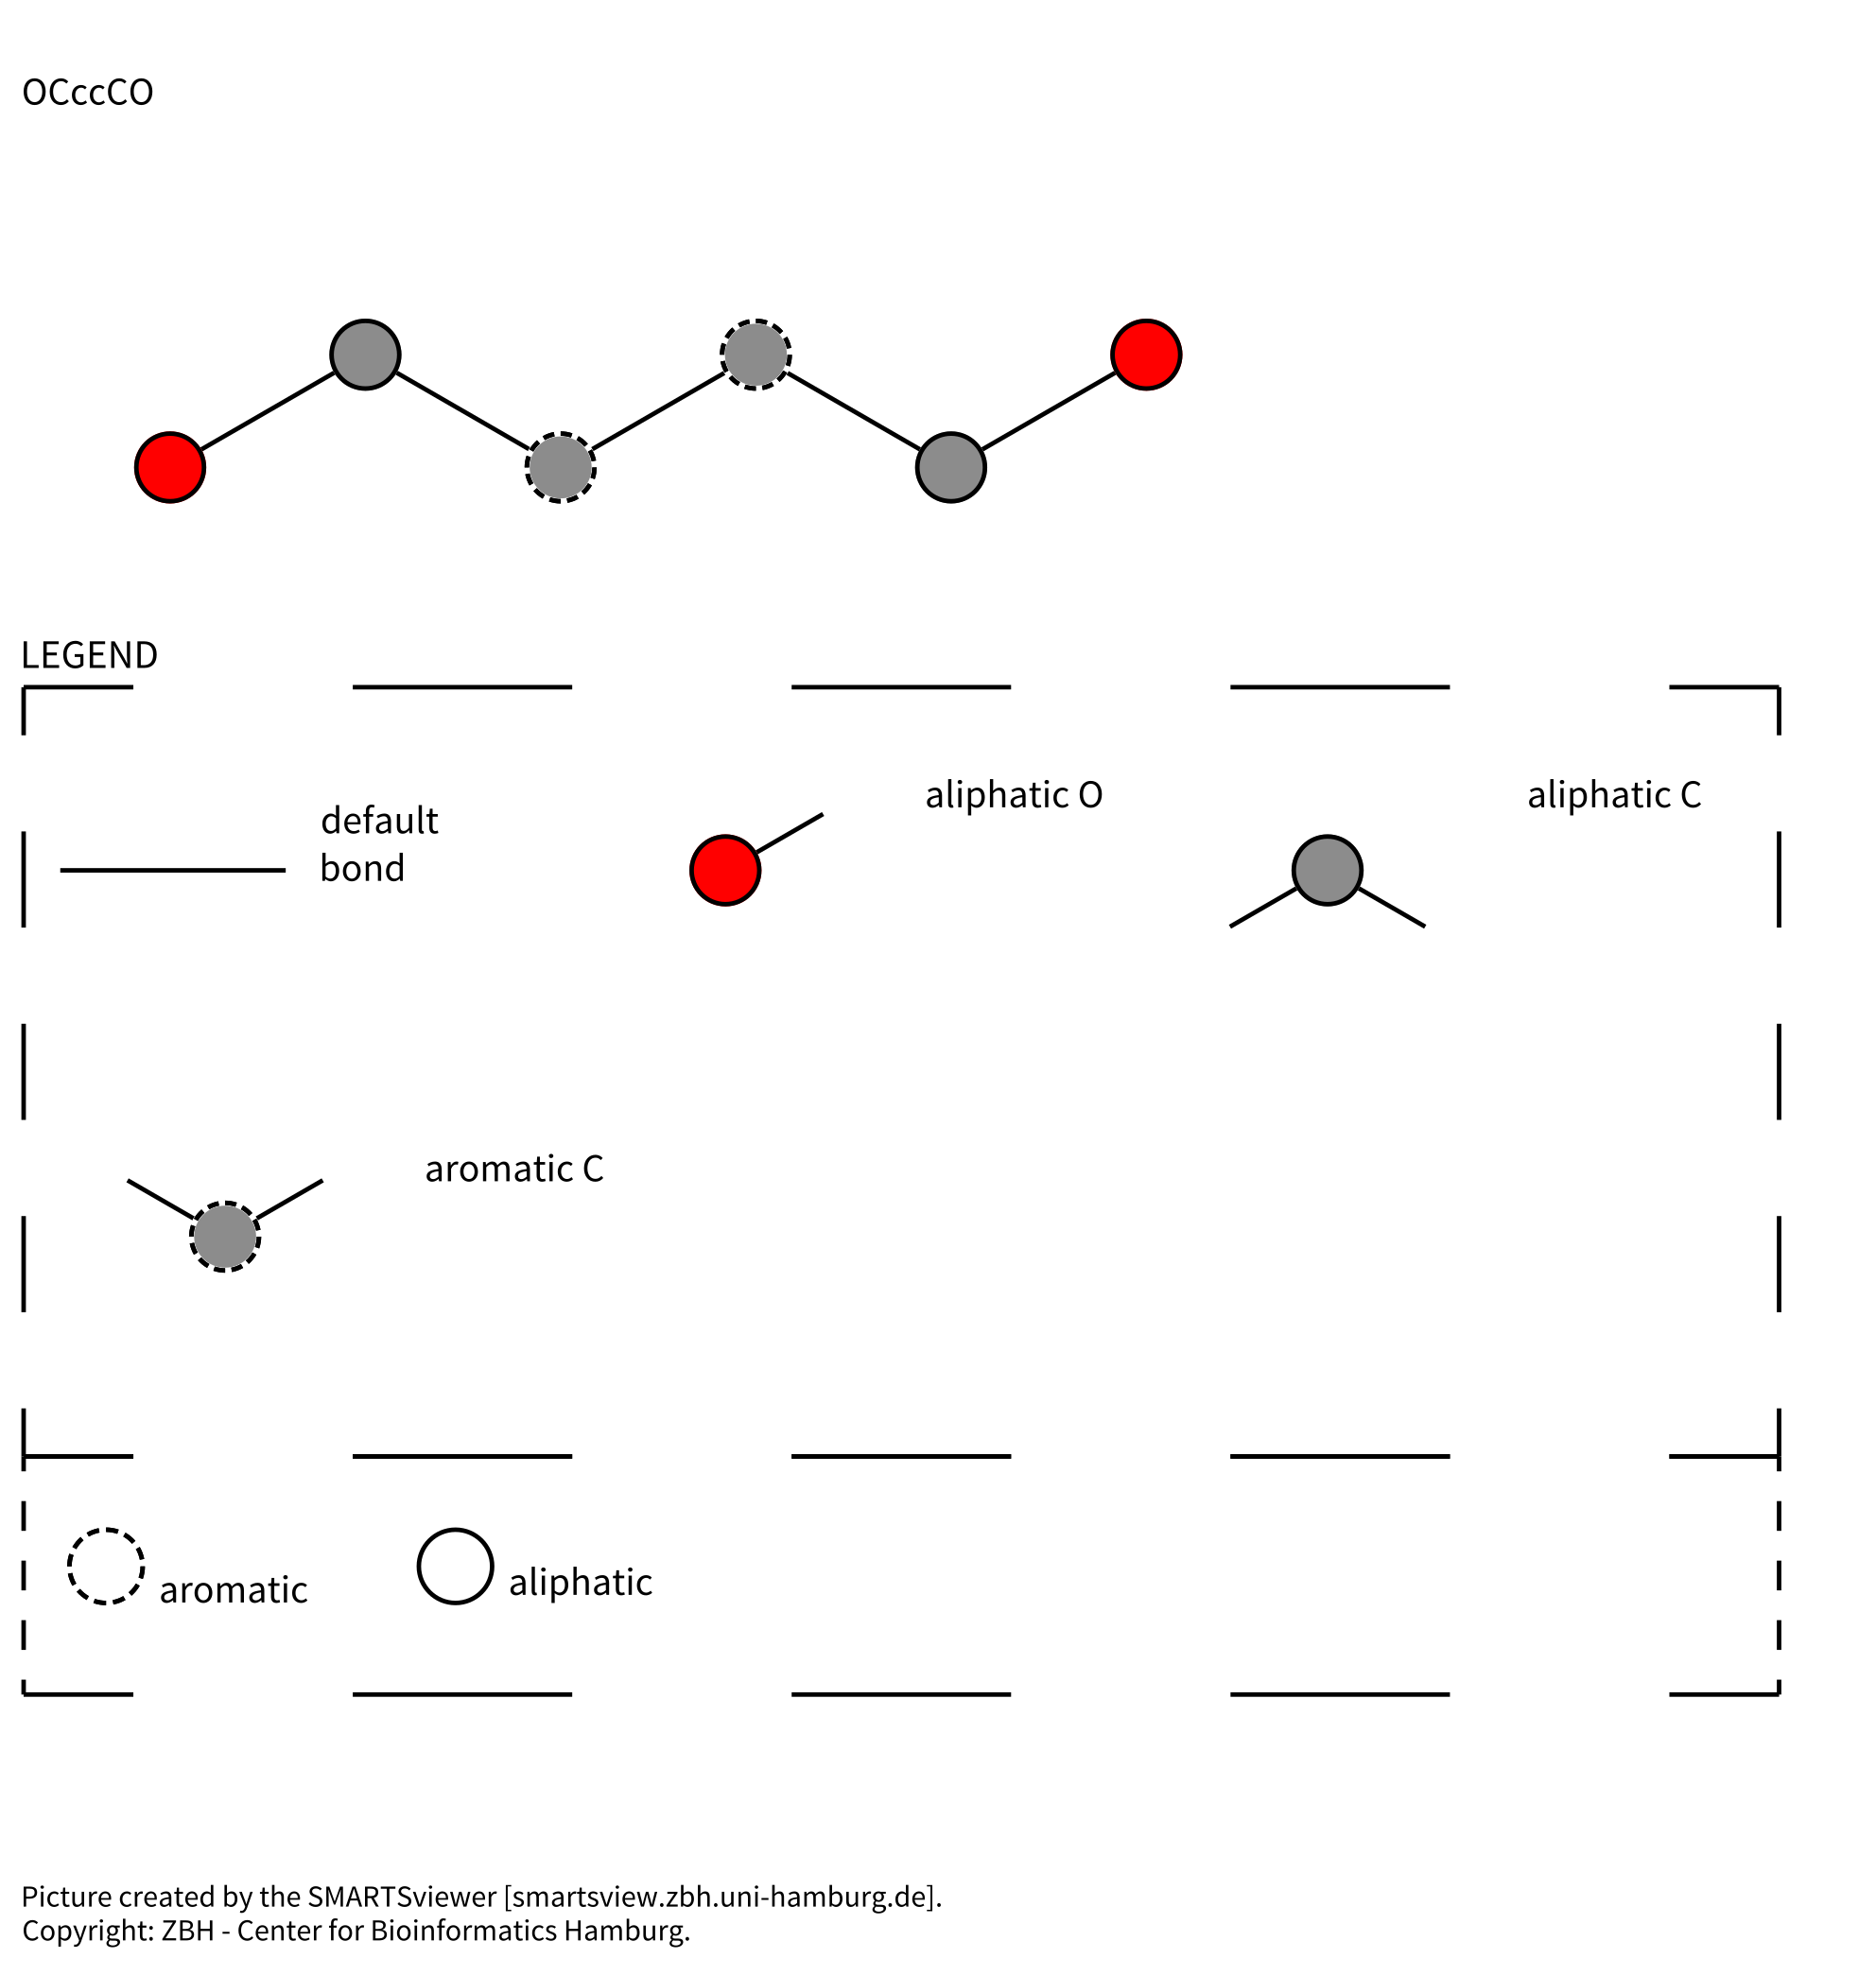 OCccCO
LEGEND
default
bond
aliphatic O
aliphatic C
aromatic C
aromatic
aliphatic
Picture created by the SMARTSviewer [smartsview.zbh.uni-hamburg.de].
Copyright: ZBH - Center for Bioinformatics Hamburg.